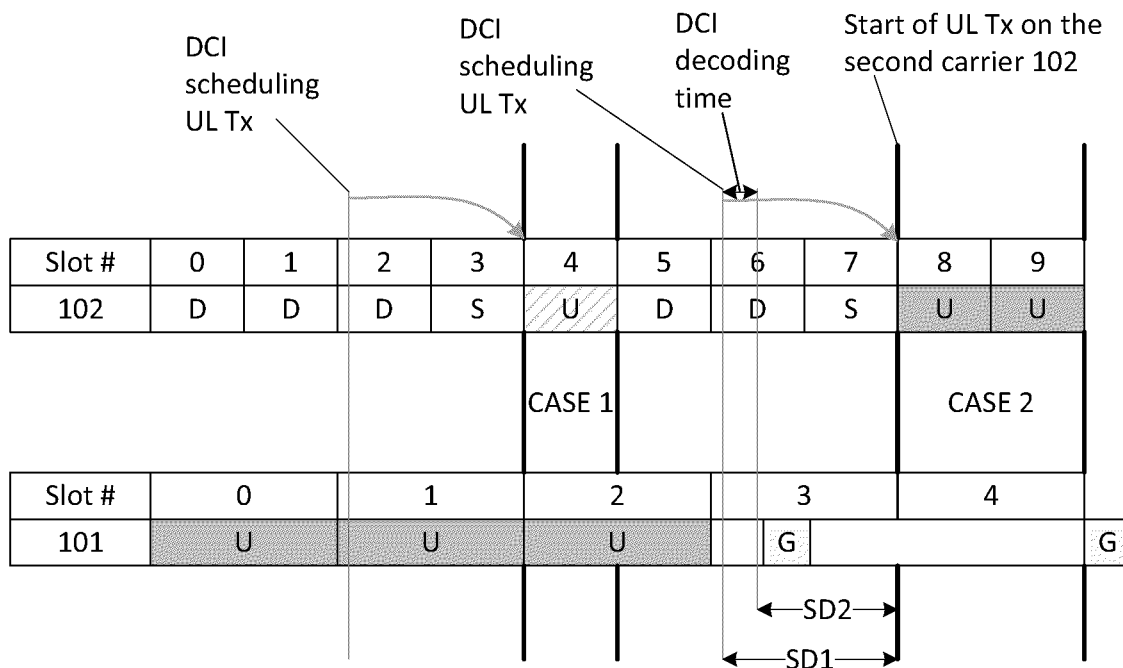 DCI
scheduling
UL Tx
DCI
scheduling
UL Tx
DCI
decoding
time
Start of UL Tx on the
second carrier 102
Slot # 0 1 2 3 4 5 6 7 8 9
102 D D D S U D D S U U
CASE 1 CASE 2
Slot # 0 1 2 3 4
101 U U U G G
SD2
SD1